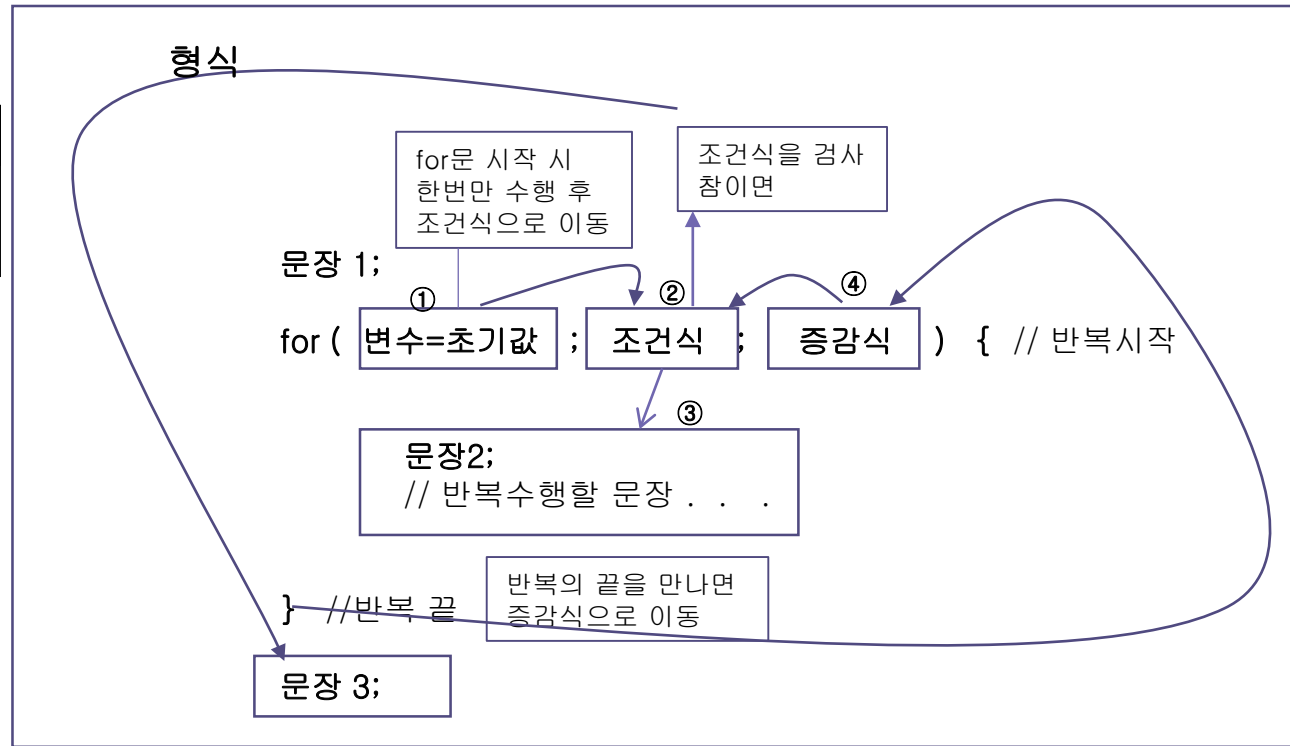 형식
for문 시작 시
한번만 수행 후
조건식으로 이동
조건식을 검사
참이면
문장 1;
① ② ④
for ( 변수=초기값 ; 조건식 ; 증감식 ) { // 반복시작
③
문장2;
// 반복수행할 문장 . . .
} //반복 끝
반복의 끝을 만나면
증감식으로 이동
문장 3;